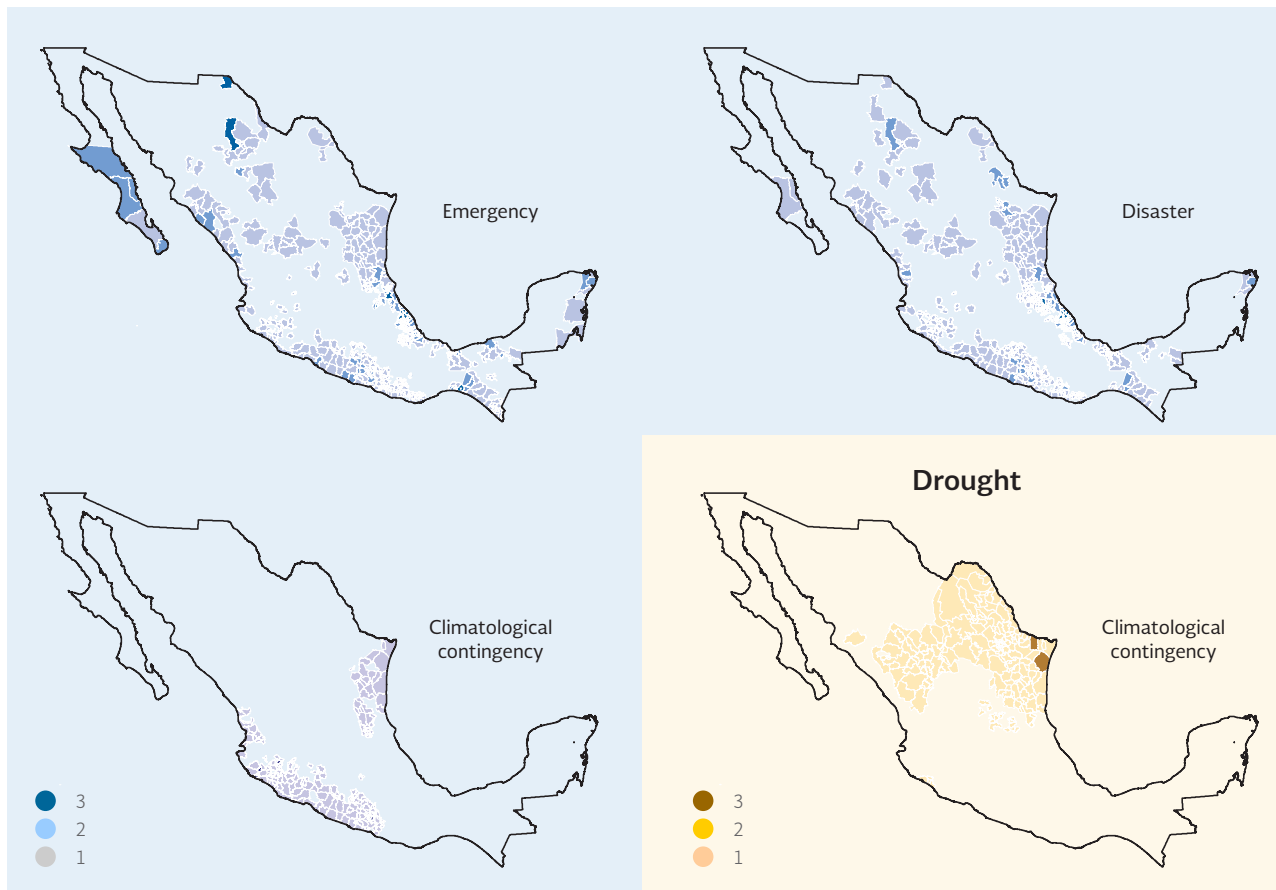 Emergency
Disaster
Drought
Climatological
contingency
Climatological
contingency
3
2
1
3
2
1